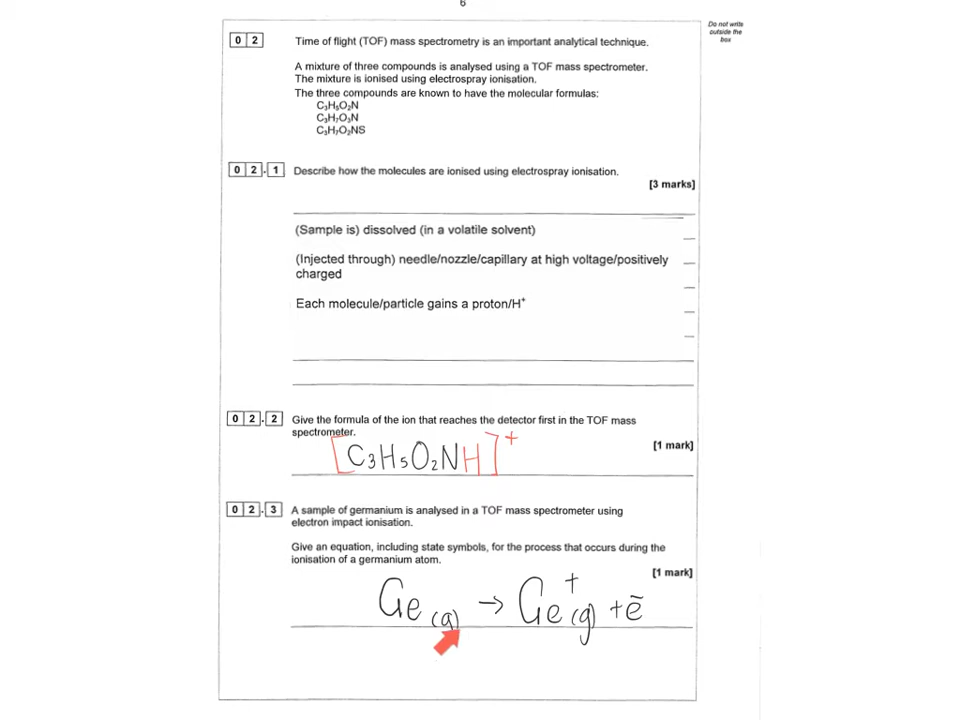 6
Do not write
outside the
box
0 2 Time of flight (TOF) mass spectrometry is an important analytical technique.
A mixture of three compounds is analysed using a TOF mass spectrometer.
The mixture is ionised using electrospray ionisation.
The three compounds are known to have the molecular formulas:
C₃H₅O₂N
C₃H₇O₃N
C₃H₇O₂NS
0 2 . 1 Describe how the molecules are ionised using electrospray ionisation.
[3 marks]
(Sample is) dissolved (in a volatile solvent)
(Injected through) needle/nozzle/capillary at high voltage/positively
charged
Each molecule/particle gains a proton/H⁺
0 2 . 2 Give the formula of the ion that reaches the detector first in the TOF mass
spectrometer.
[1 mark]
[C₃H₅O₂NH]⁺
0 2 . 3 A sample of germanium is analysed in a TOF mass spectrometer using
electron impact ionisation.
Give an equation, including state symbols, for the process that occurs during the
ionisation of a germanium atom.
[1 mark]
Ge(g) → Ge⁺(g) + ē